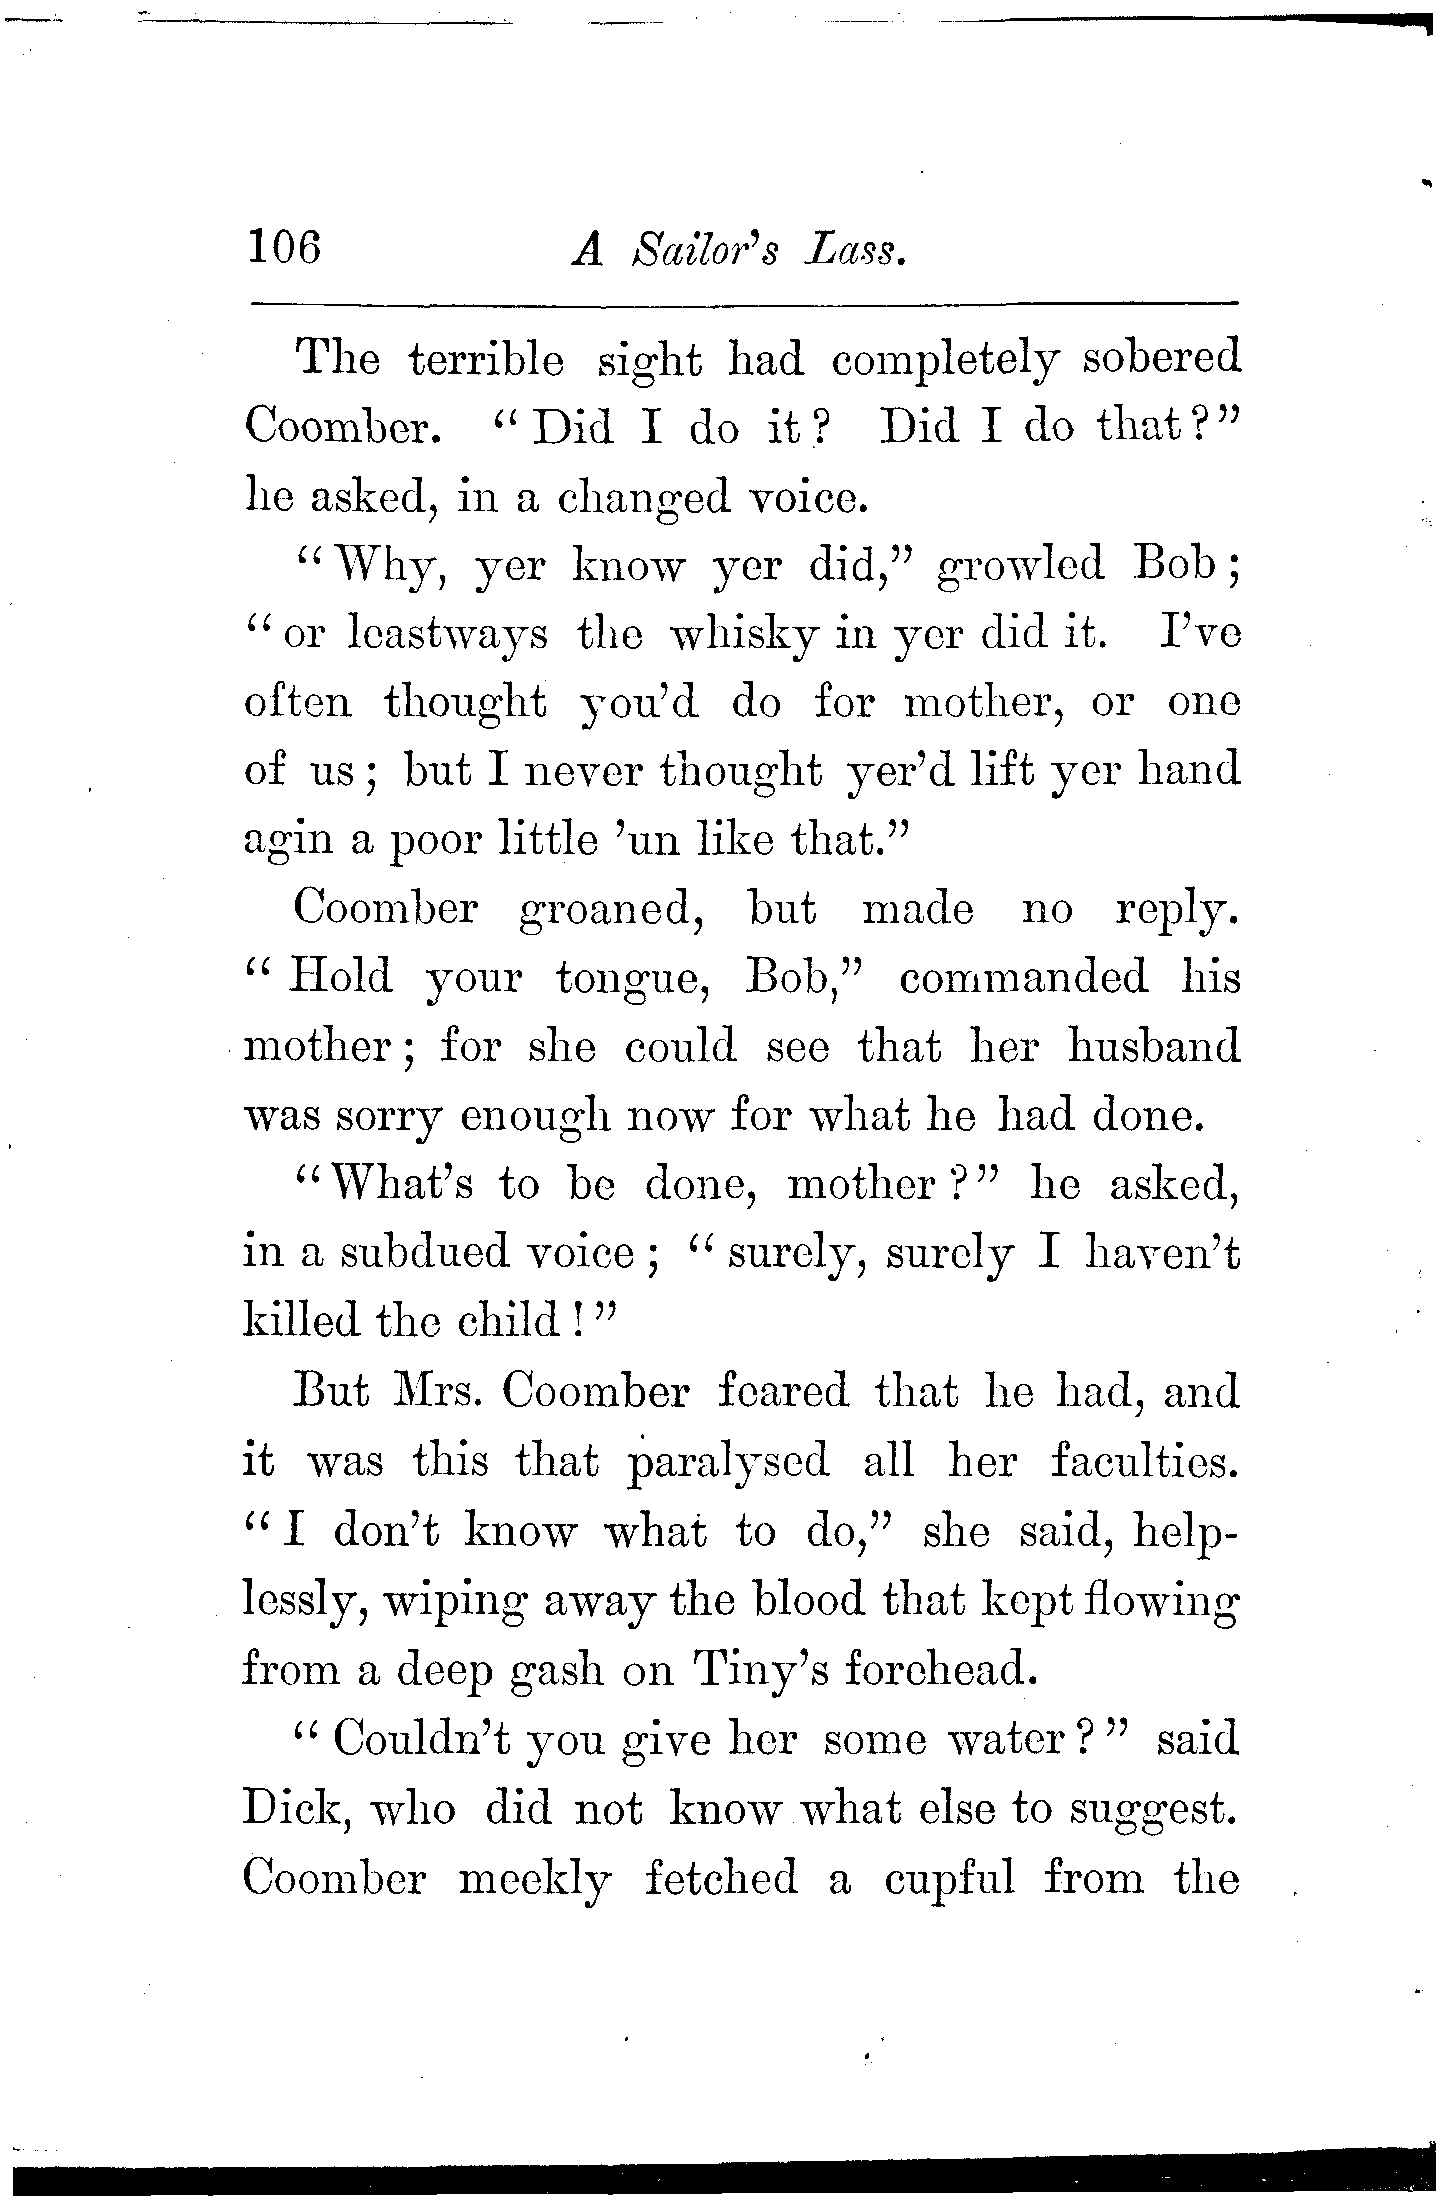 106 A Sailor's Lass.
The terrible sight had completely sobered
Coomber. "Did I do it? Did I do that?"
he asked, in a changed voice.
"Why, yer know yer did," growled Bob;
"or leastways the whisky in yer did it. I've
often thought you'd do for mother, or one
of us; but I never thought yer'd lift yer hand
agin a poor little 'un like that."
Coomber groaned, but made no reply.
"Hold your tongue, Bob," commanded his
mother; for she could see that her husband
was sorry enough now for what he had done.
"What's to be done, mother?" he asked,
in a subdued voice; "surely, surely I haven't
killed the child!"
But Mrs. Coomber feared that he had, and
it was this that paralysed all her faculties.
"I don't know what to do," she said, help-
lessly, wiping away the blood that kept flowing
from a deep gash on Tiny's forehead.
"Couldn't you give her some water?" said
Dick, who did not know what else to suggest.
Coomber meekly fetched a cupful from the